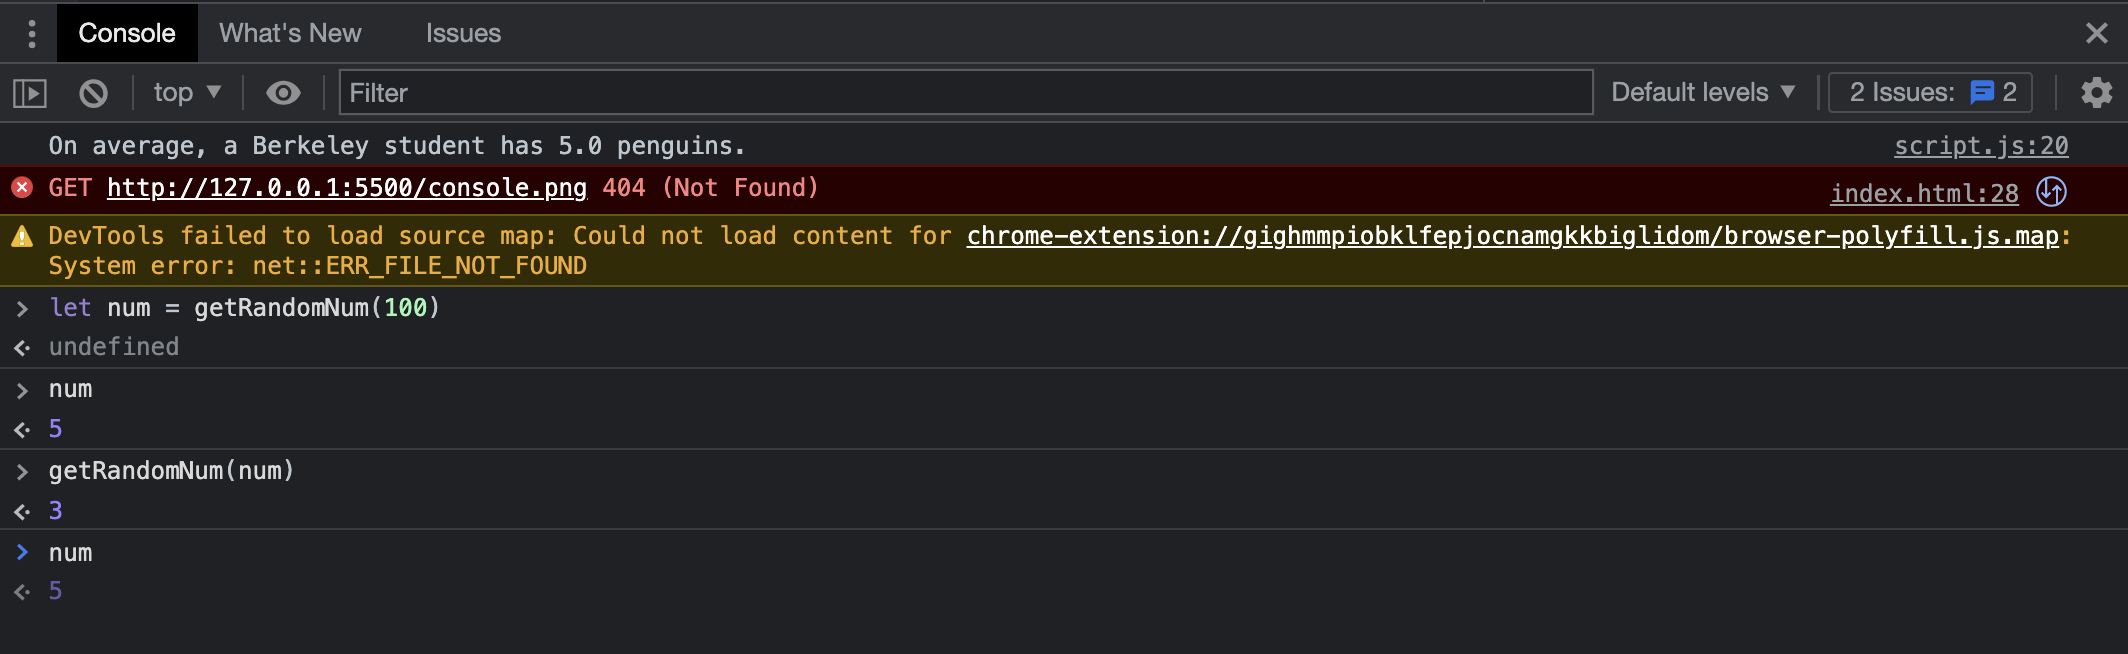 Console What's New Issues
top Filter Default levels 2 Issues: 2
On average, a Berkeley student has 5.0 penguins. script.js:20
GET http://127.0.0.1:5500/console.png 404 (Not Found) index.html:28
DevTools failed to load source map: Could not load content for chrome-extension://gighmmpiobklfepjocnamgkkbiglidom/browser-polyfill.js.map:
System error: net::ERR_FILE_NOT_FOUND
let num = getRandomNum(100)
undefined
num
5
getRandomNum(num)
3
num
5